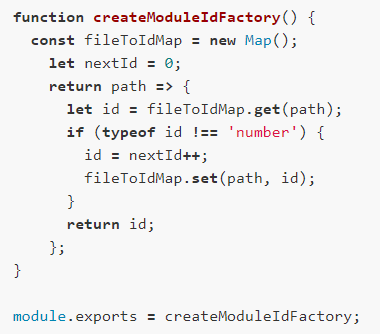 function createModuleIdFactory() {
  const fileToIdMap = new Map();
    let nextId = 0;
    return path => {
      let id = fileToIdMap.get(path);
      if (typeof id !== 'number') {
        id = nextId++;
        fileToIdMap.set(path, id);
      }
      return id;
    };
}

module.exports = createModuleIdFactory;